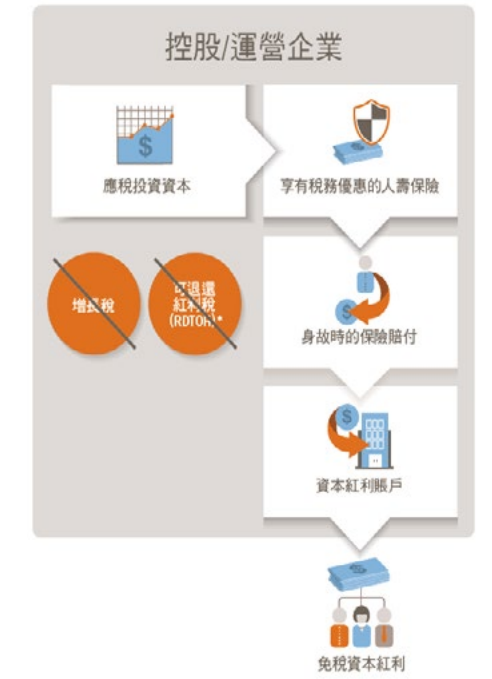 控股/運營企業
$
應稅投資資本
享有稅務優惠的人壽保險
增長稅
可退還
紅利稅
(RDTOH)*
$
身故時的保險賠付
$
資本紅利賬戶
$
免稅資本紅利